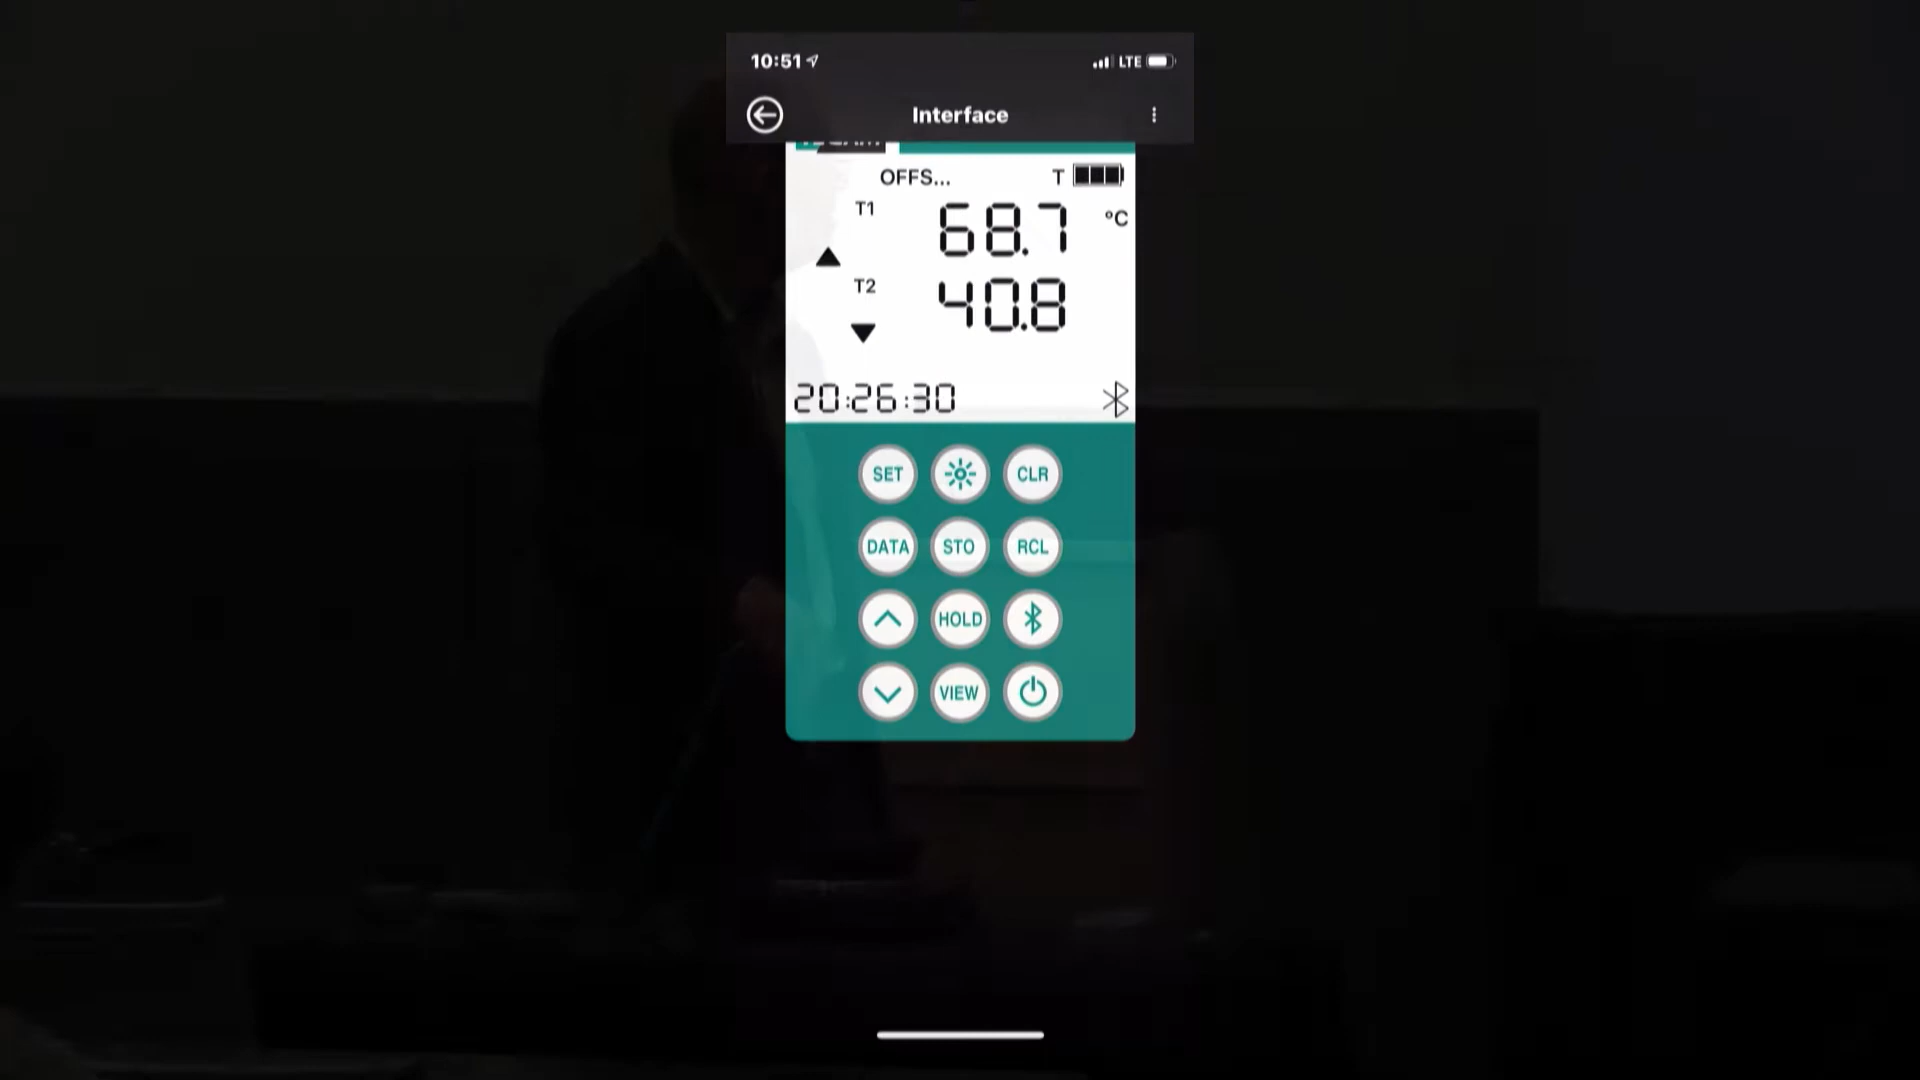 10:51 LTE
Interface
OFFS... T
T1 68.7 °C
T2 40.8
20:26:30
SET CLR
DATA STO RCL
HOLD
VIEW